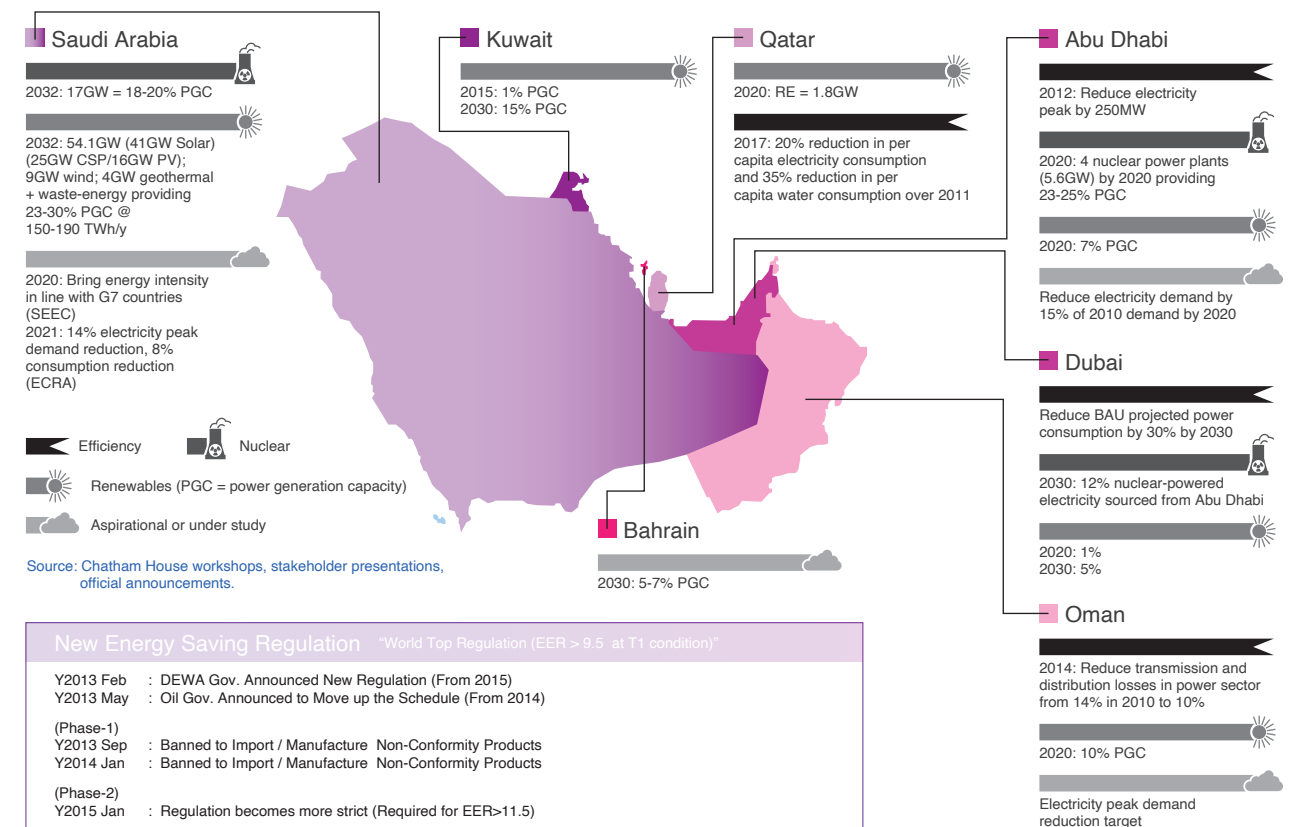 Saudi Arabia
2032: 17GW = 18-20% PGC
2032: 54.1GW (41GW Solar)
(25GW CSP/16GW PV);
9GW wind; 4GW geothermal
+ waste-energy providing
23-30% PGC @
150-190 TWh/y
2020: Bring energy intensity
in line with G7 countries
(SEEC)
2021: 14% electricity peak
demand reduction, 8%
consumption reduction
(ECRA)
Kuwait
2015: 1% PGC
2030: 15% PGC
Qatar
2020: RE = 1.8GW
2017: 20% reduction in per
capita electricity consumption
and 35% reduction in per
capita water consumption over 2011
Abu Dhabi
2012: Reduce electricity
peak by 250MW
2020: 4 nuclear power plants
(5.6GW) by 2020 providing
23-25% PGC
2020: 7% PGC
Reduce electricity demand by
15% of 2010 demand by 2020
Dubai
Reduce BAU projected power
consumption by 30% by 2030
2030: 12% nuclear-powered
electricity sourced from Abu Dhabi
2020: 1%
2030: 5%
Oman
2014: Reduce transmission and
distribution losses in power sector
from 14% in 2010 to 10%
2020: 10% PGC
Electricity peak demand
reduction target
Bahrain
2030: 5-7% PGC
Efficiency
Nuclear
Renewables (PGC = power generation capacity)
Aspirational or under study
Source: Chatham House workshops, stakeholder presentations,
official announcements.
New Energy Saving Regulation "World Top Regulation (EER > 9.5 at T1 condition)"
Y2013 Feb : DEWA Gov. Announced New Regulation (From 2015)
Y2013 May : Oil Gov. Announced to Move up the Schedule (From 2014)
(Phase-1)
Y2013 Sep : Banned to Import / Manufacture Non-Conformity Products
Y2014 Jan : Banned to Import / Manufacture Non-Conformity Products
(Phase-2)
Y2015 Jan : Regulation becomes more strict (Required for EER>11.5)